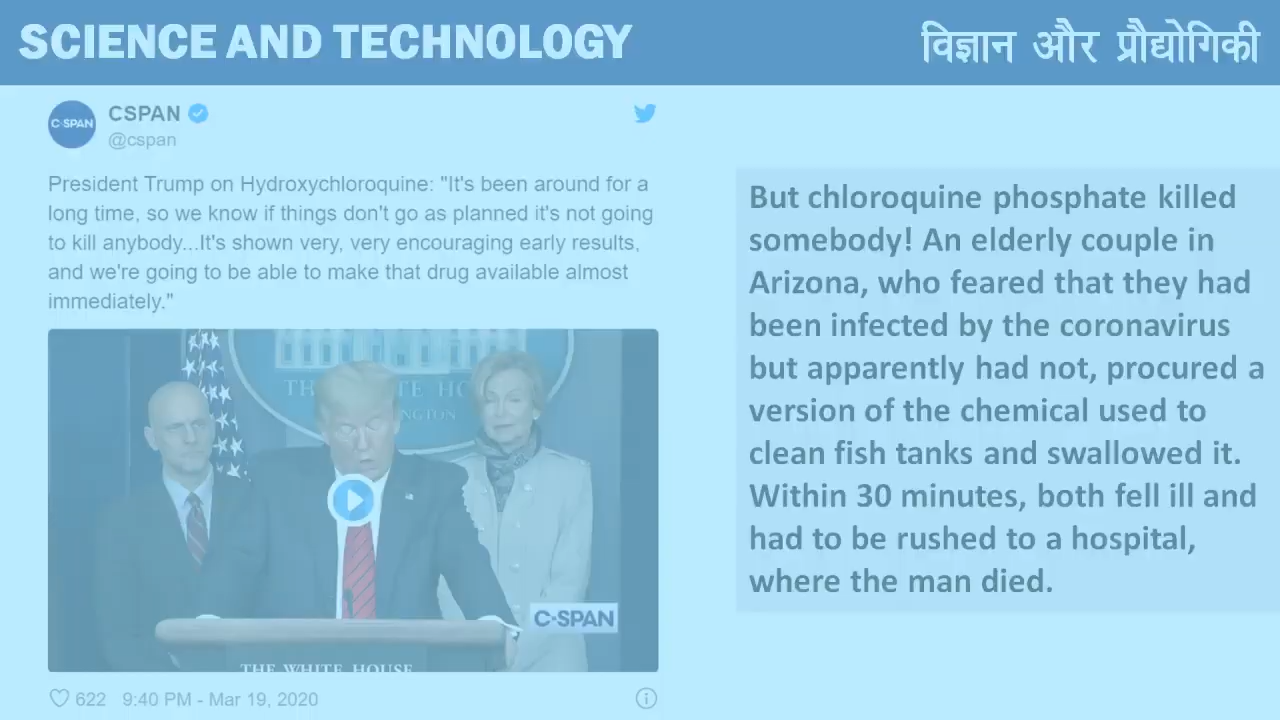 SCIENCE AND TECHNOLOGY
विज्ञान और प्रौद्योगिकी
C·SPAN
CSPAN
@cspan
President Trump on Hydroxychloroquine: "It's been around for a
long time, so we know if things don't go as planned it's not going
to kill anybody...It's shown very, very encouraging early results,
and we're going to be able to make that drug available almost
immediately."
THE WHITE HO
INGTON
C·SPAN
THE WHITE HOUSE
622 9:40 PM - Mar 19, 2020
But chloroquine phosphate killed
somebody! An elderly couple in
Arizona, who feared that they had
been infected by the coronavirus
but apparently had not, procured a
version of the chemical used to
clean fish tanks and swallowed it.
Within 30 minutes, both fell ill and
had to be rushed to a hospital,
where the man died.